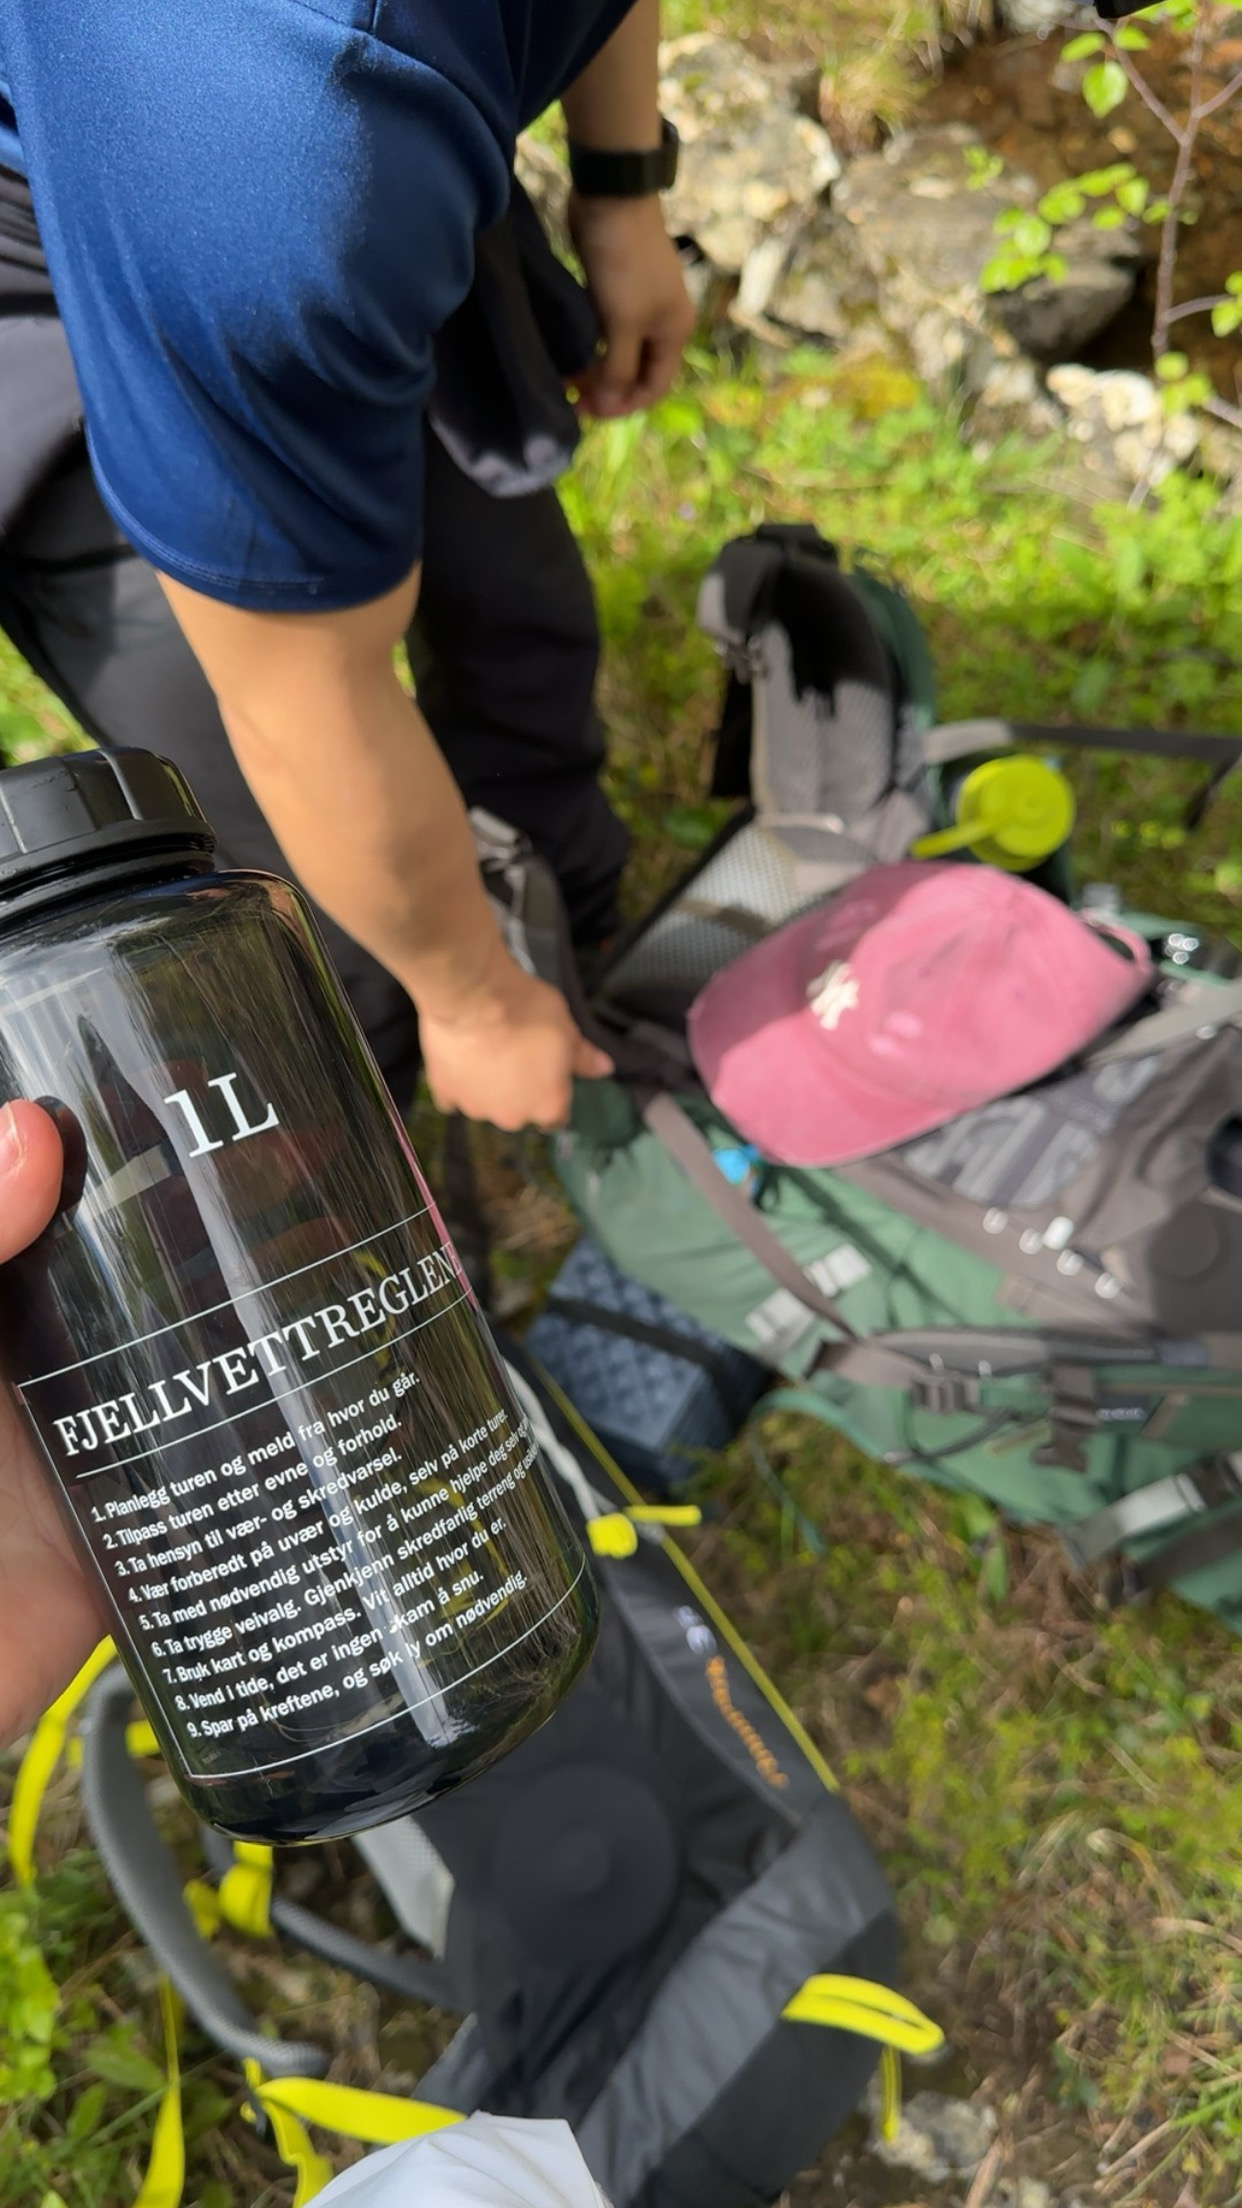 1L
FJELLVETTREGLENE
1. Planlegg turen og meld fra hvor du går.
2. Tilpass turen etter evne og forhold.
3. Ta hensyn til vær- og skredvarsel.
4. Vær forberedt på uvær og kulde, selv på korte turer.
5. Ta med nødvendig utstyr for å kunne hjelpe deg selv
6. Ta trygge veivalg. Gjenkjenn skredfarlig terreng og
7. Bruk kart og kompass. Vit alltid hvor du er.
8. Vend i tide, det er ingen skam å snu.
9. Spar på kreftene, og søk ly om nødvendig.